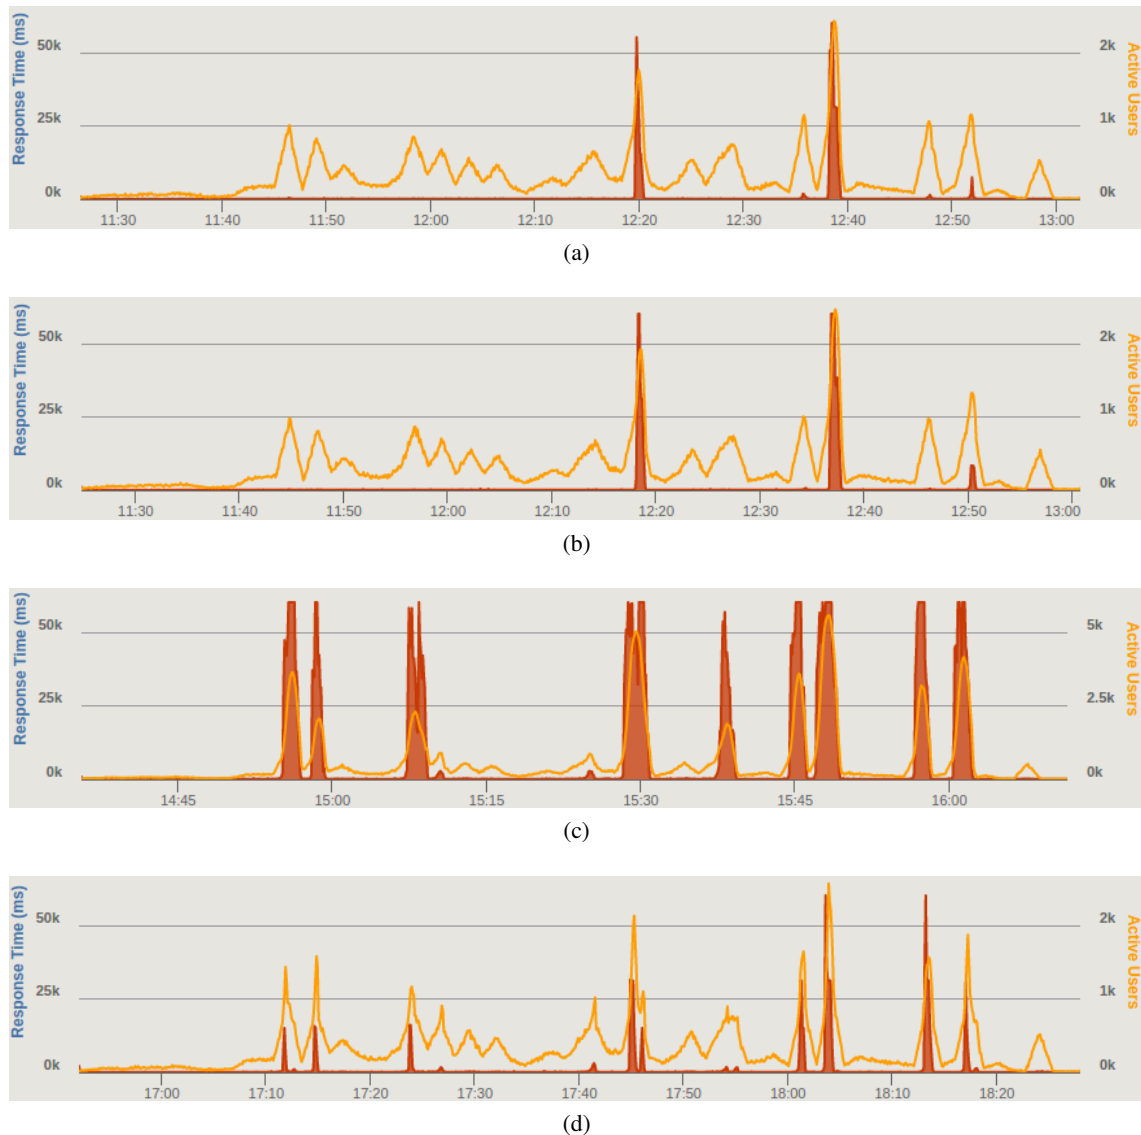 Response Time (ms)
50k
25k
0k
2k
1k
0k
Active Users
11:30 11:40 11:50 12:00 12:10 12:20 12:30 12:40 12:50 13:00
(a)
Response Time (ms)
50k
25k
0k
2k
1k
0k
Active Users
11:30 11:40 11:50 12:00 12:10 12:20 12:30 12:40 12:50 13:00
(b)
Response Time (ms)
50k
25k
0k
5k
2.5k
0k
Active Users
14:45 15:00 15:15 15:30 15:45 16:00
(c)
Response Time (ms)
50k
25k
0k
2k
1k
0k
Active Users
17:00 17:10 17:20 17:30 17:40 17:50 18:00 18:10 18:20
(d)